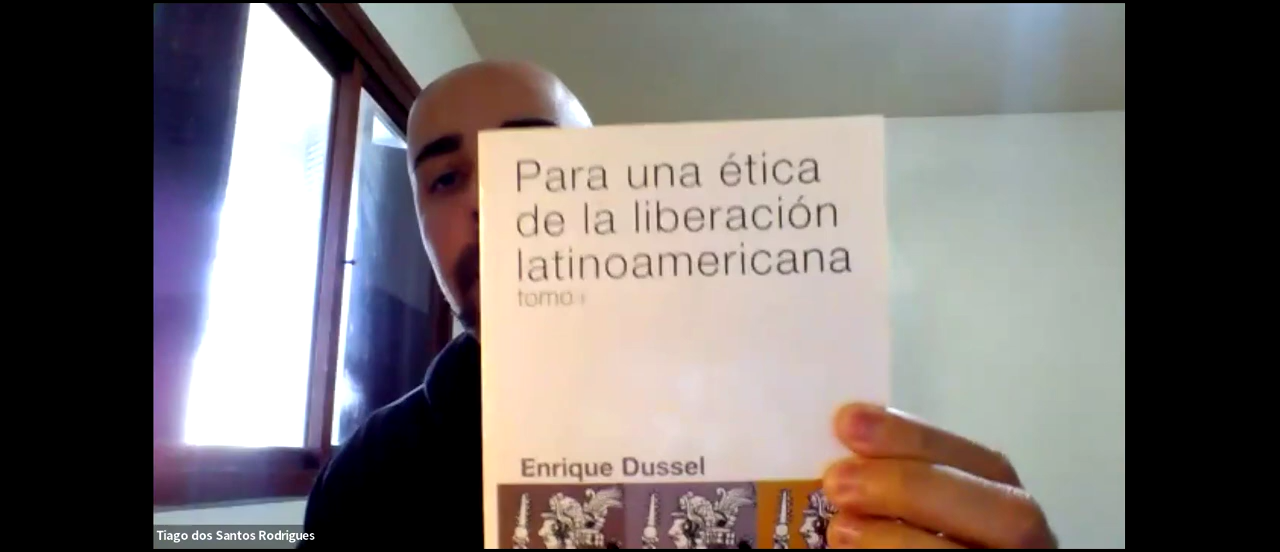 Para una ética
de la liberación
latinoamericana
tomo I
Enrique Dussel
Tiago dos Santos Rodrigues